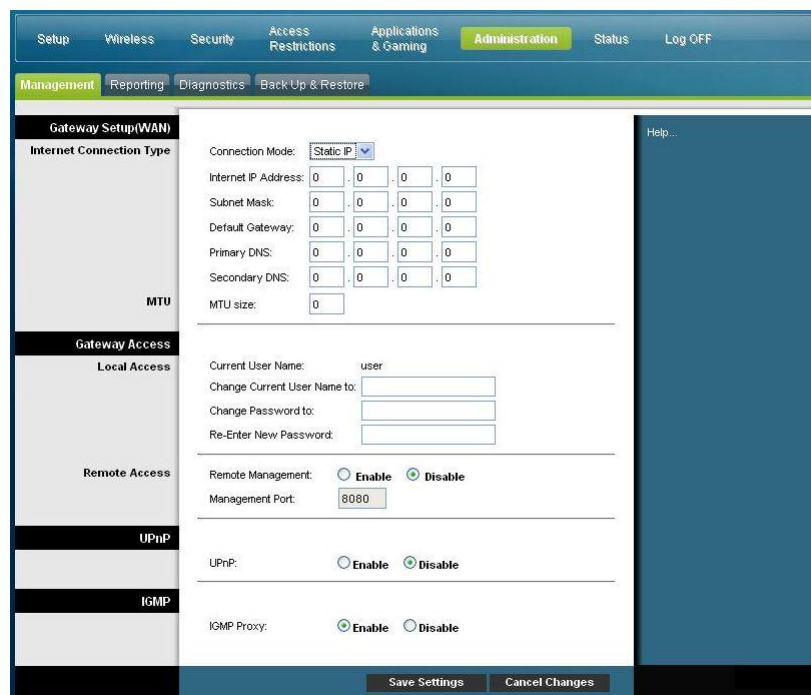 Setup Wireless Security Access Restrictions Applications & Gaming Administration Status Log OFF
Management Reporting Diagnostics Back Up & Restore
Gateway Setup(WAN)
Help...
Internet Connection Type Connection Mode: Static IP
Internet IP Address: 0 . 0 . 0 . 0
Subnet Mask: 0 . 0 . 0 . 0
Default Gateway: 0 . 0 . 0 . 0
Primary DNS: 0 . 0 . 0 . 0
Secondary DNS: 0 . 0 . 0 . 0
MTU MTU size: 0
Gateway Access
Local Access Current User Name: user
Change Current User Name to:
Change Password to:
Re-Enter New Password:
Remote Access Remote Management: Enable Disable
Management Port: 8080
UPnP
UPnP: Enable Disable
IGMP
IGMP Proxy: Enable Disable
Save Settings Cancel Changes